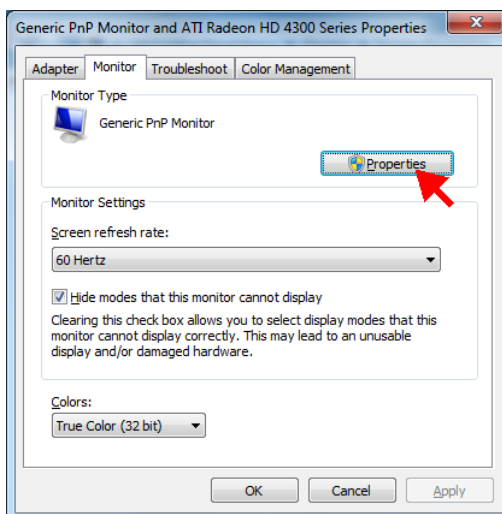 Generic PnP Monitor and ATI Radeon HD 4300 Series Properties
Adapter Monitor Troubleshoot Color Management
Monitor Type
Generic PnP Monitor
Properties
Monitor Settings
Screen refresh rate:
60 Hertz
Hide modes that this monitor cannot display
Clearing this check box allows you to select display modes that this
monitor cannot display correctly. This may lead to an unusable
display and/or damaged hardware.
Colors:
True Color (32 bit)
OK Cancel Apply